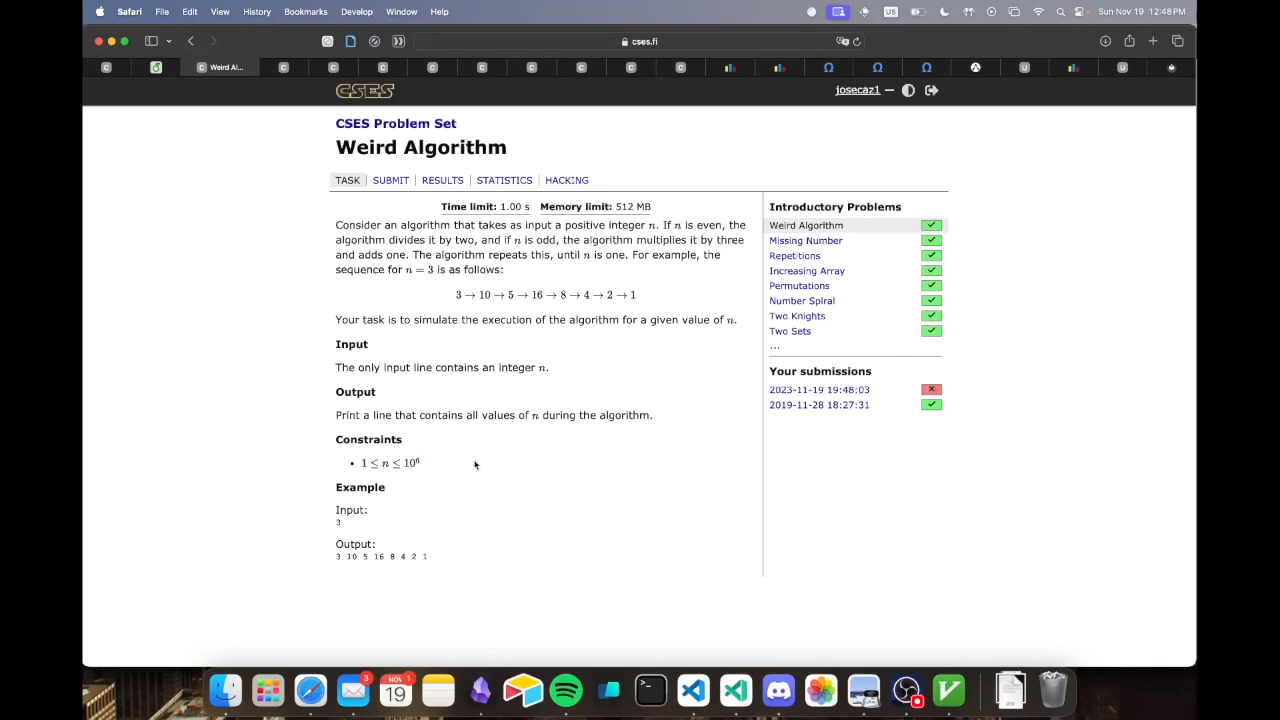 Safari File Edit View History Bookmarks Develop Window Help
US
Sun Nov 19 12:48 PM
cses.fi
Weird Al...
CSES
josecaz1 —
CSES Problem Set
Weird Algorithm
TASK SUBMIT RESULTS STATISTICS HACKING
Time limit: 1.00 s Memory limit: 512 MB
Consider an algorithm that takes as input a positive integer n. If n is even, the
algorithm divides it by two, and if n is odd, the algorithm multiplies it by three
and adds one. The algorithm repeats this, until n is one. For example, the
sequence for n = 3 is as follows:
3 → 10 → 5 → 16 → 8 → 4 → 2 → 1
Your task is to simulate the execution of the algorithm for a given value of n.
Input
The only input line contains an integer n.
Output
Print a line that contains all values of n during the algorithm.
Constraints
• 1 ≤ n ≤ 10⁶
Example
Input:
3
Output:
3 10 5 16 8 4 2 1
Introductory Problems
Weird Algorithm
Missing Number
Repetitions
Increasing Array
Permutations
Number Spiral
Two Knights
Two Sets
...
Your submissions
2023-11-19 19:48:03
2019-11-28 18:27:31
3
NOV 1
19